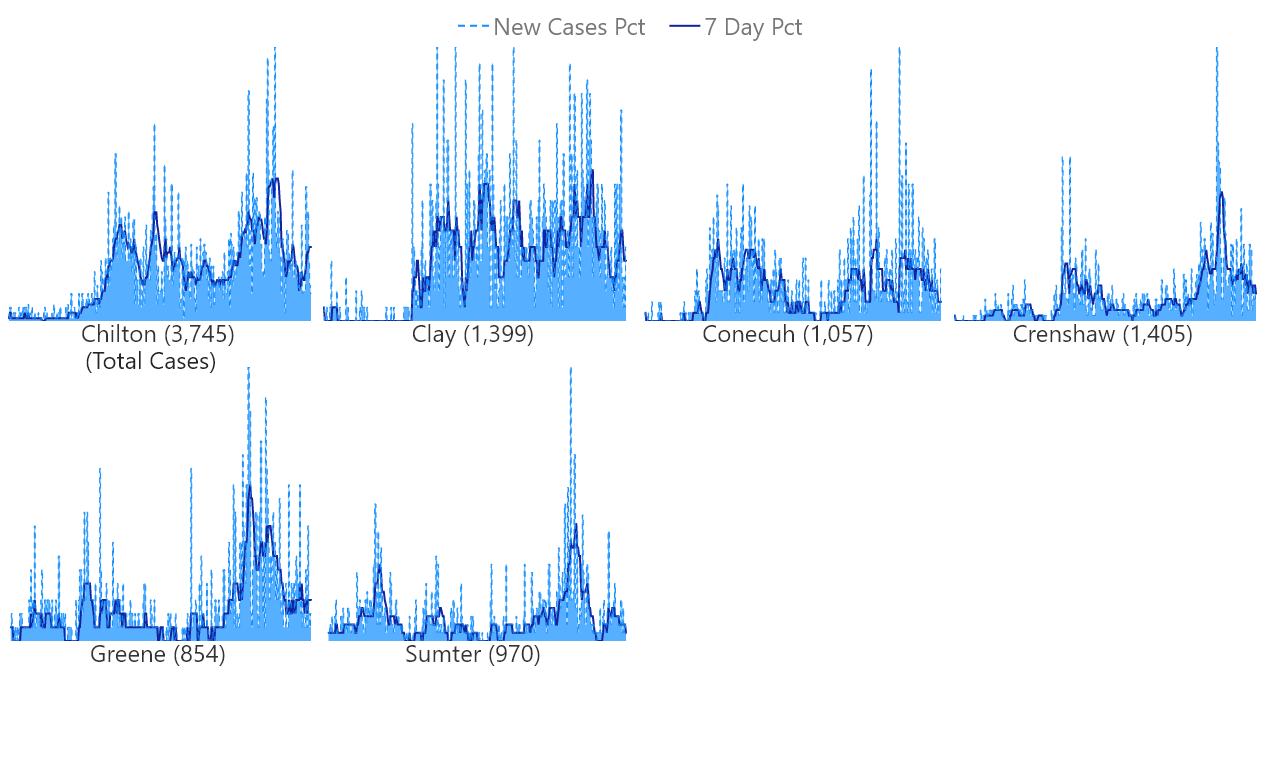 New Cases Pct 7 Day Pct
Chilton (3,745) Clay (1,399) Conecuh (1,057) Crenshaw (1,405)
(Total Cases)
Greene (854) Sumter (970)